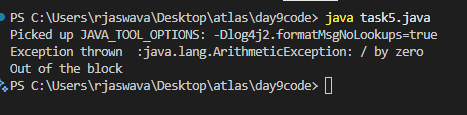 PS C:\Users\rjaswava\Desktop\atlas\day9code> java task5.java
Picked up JAVA_TOOL_OPTIONS: -Dlog4j2.formatMsgNoLookups=true
Exception thrown  :java.lang.ArithmeticException: / by zero
Out of the block
PS C:\Users\rjaswava\Desktop\atlas\day9code>